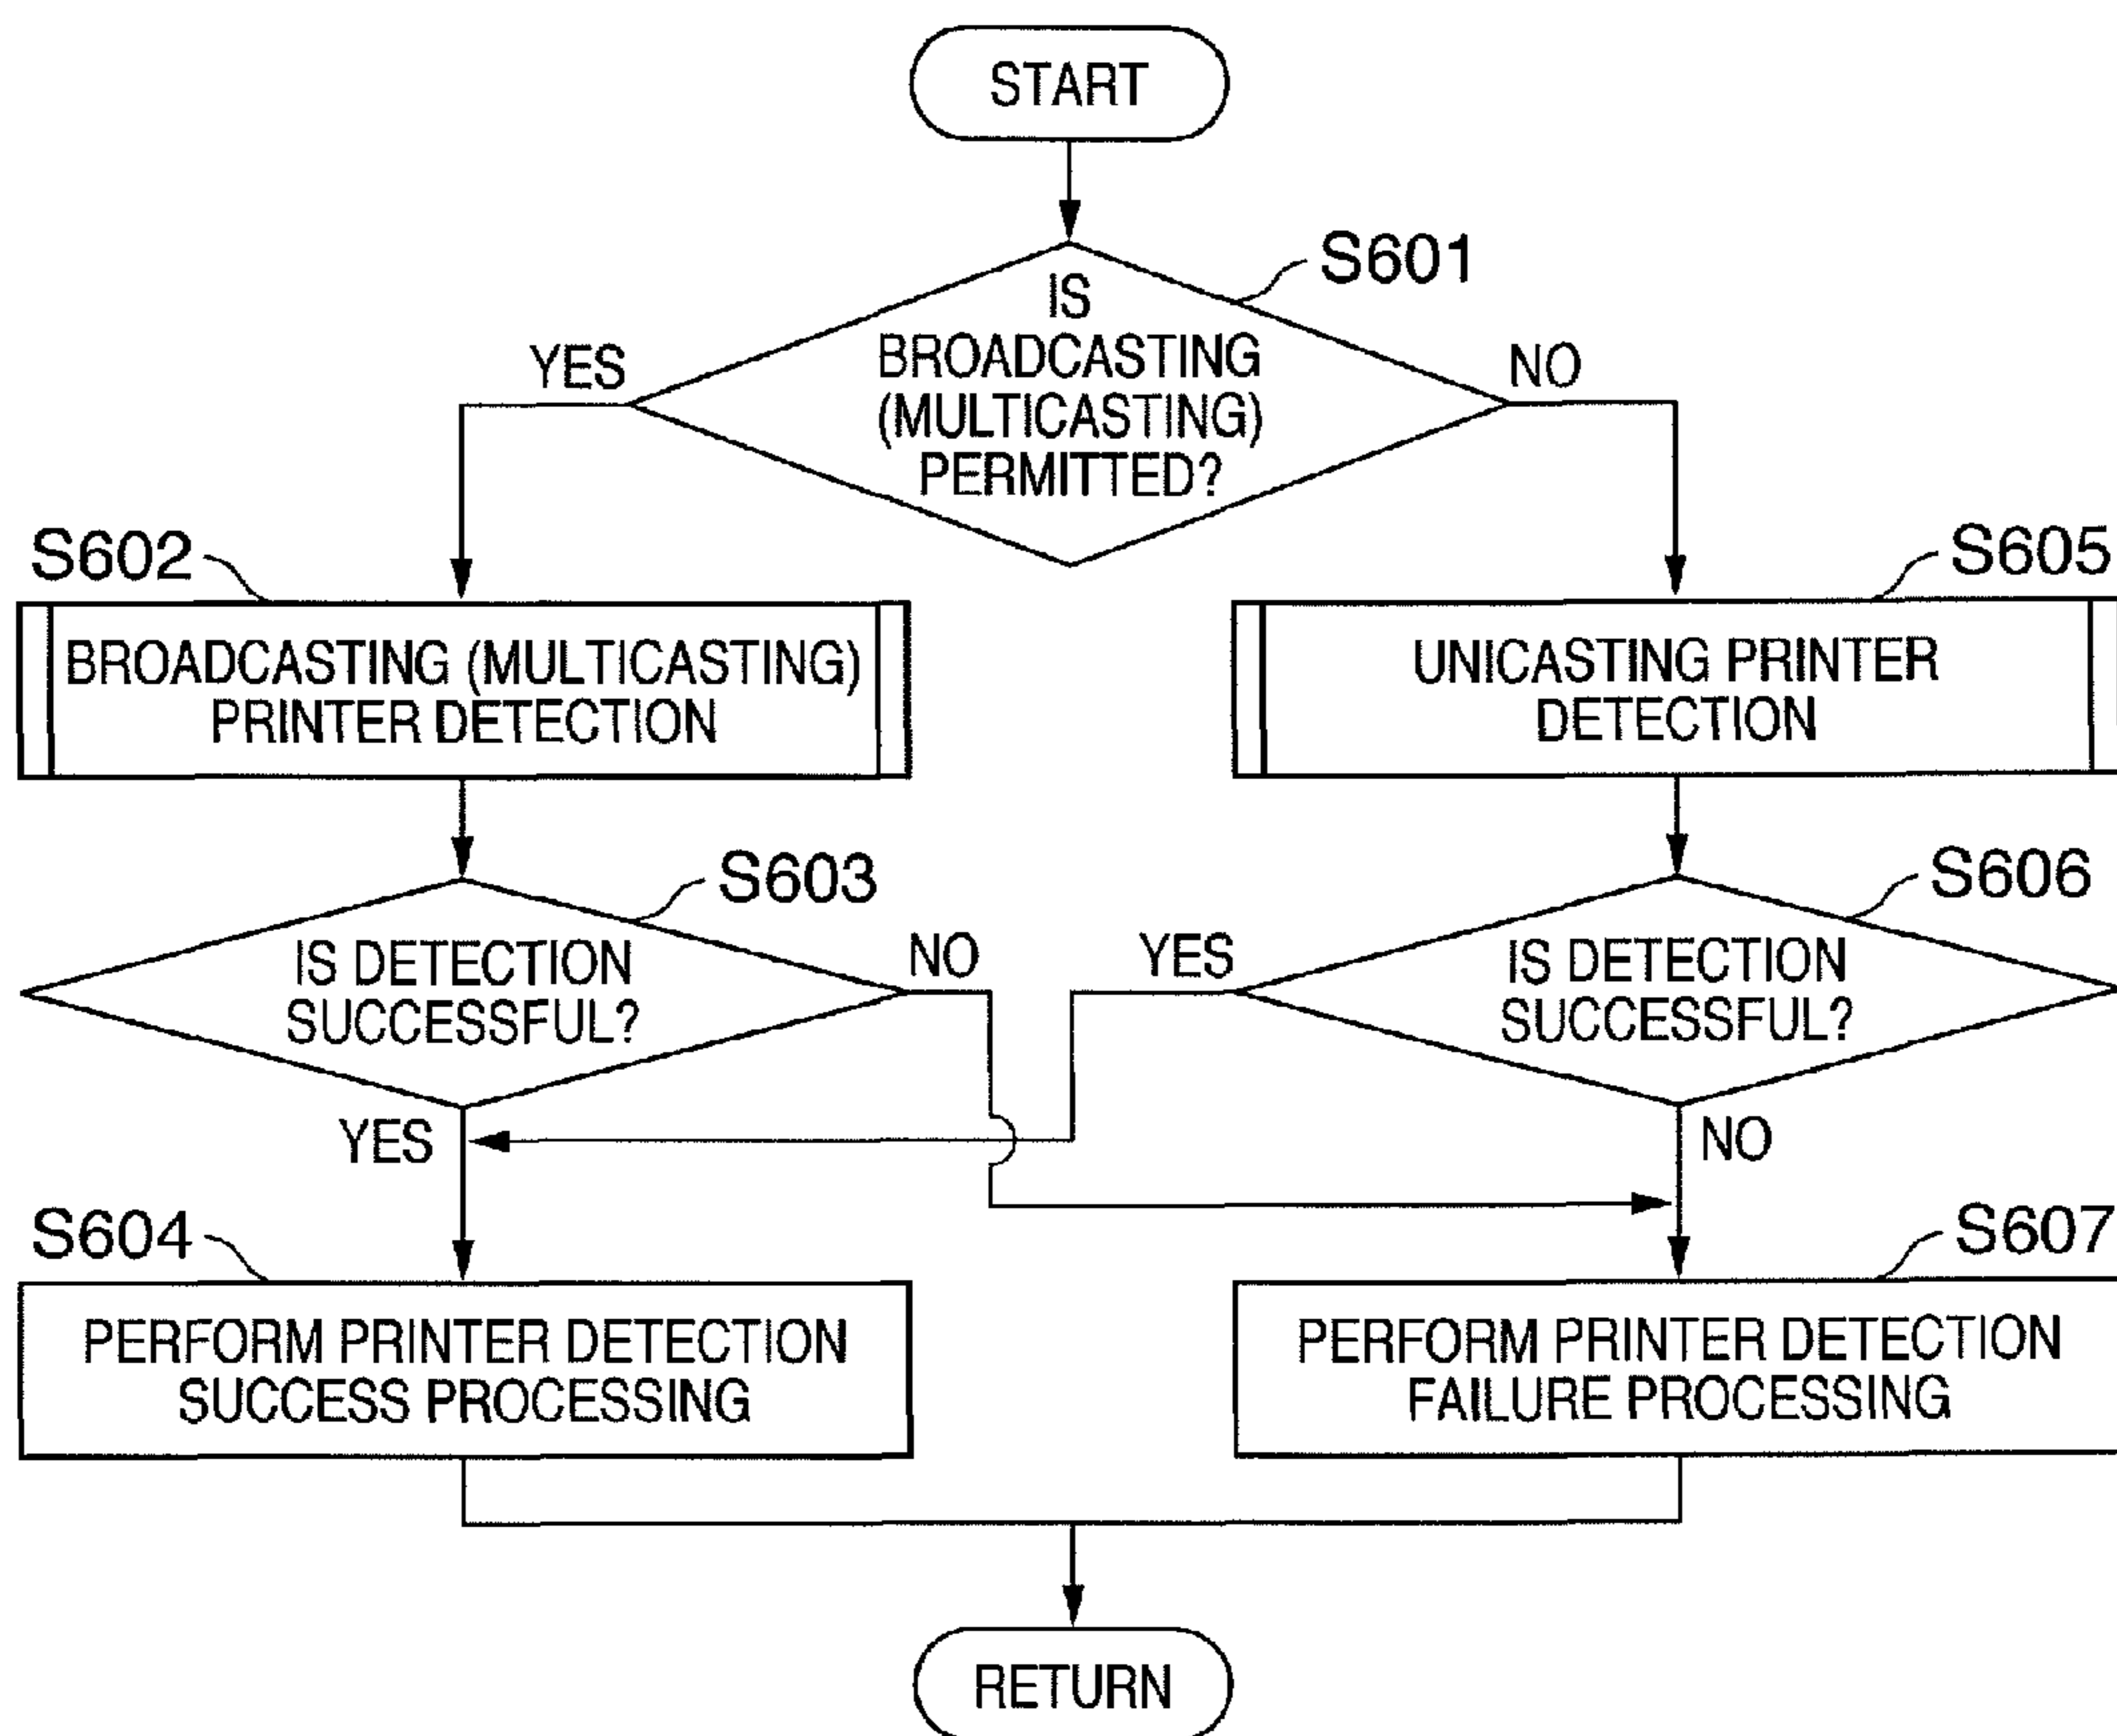 START
S601
IS
BROADCASTING
(MULTICASTING)
PERMITTED?
YES
NO
S602
BROADCASTING (MULTICASTING)
PRINTER DETECTION
S605
UNICASTING PRINTER
DETECTION
S603
IS DETECTION
SUCCESSFUL?
NO
YES
S606
IS DETECTION
SUCCESSFUL?
YES
NO
S604
PERFORM PRINTER DETECTION
SUCCESS PROCESSING
S607
PERFORM PRINTER DETECTION
FAILURE PROCESSING
RETURN